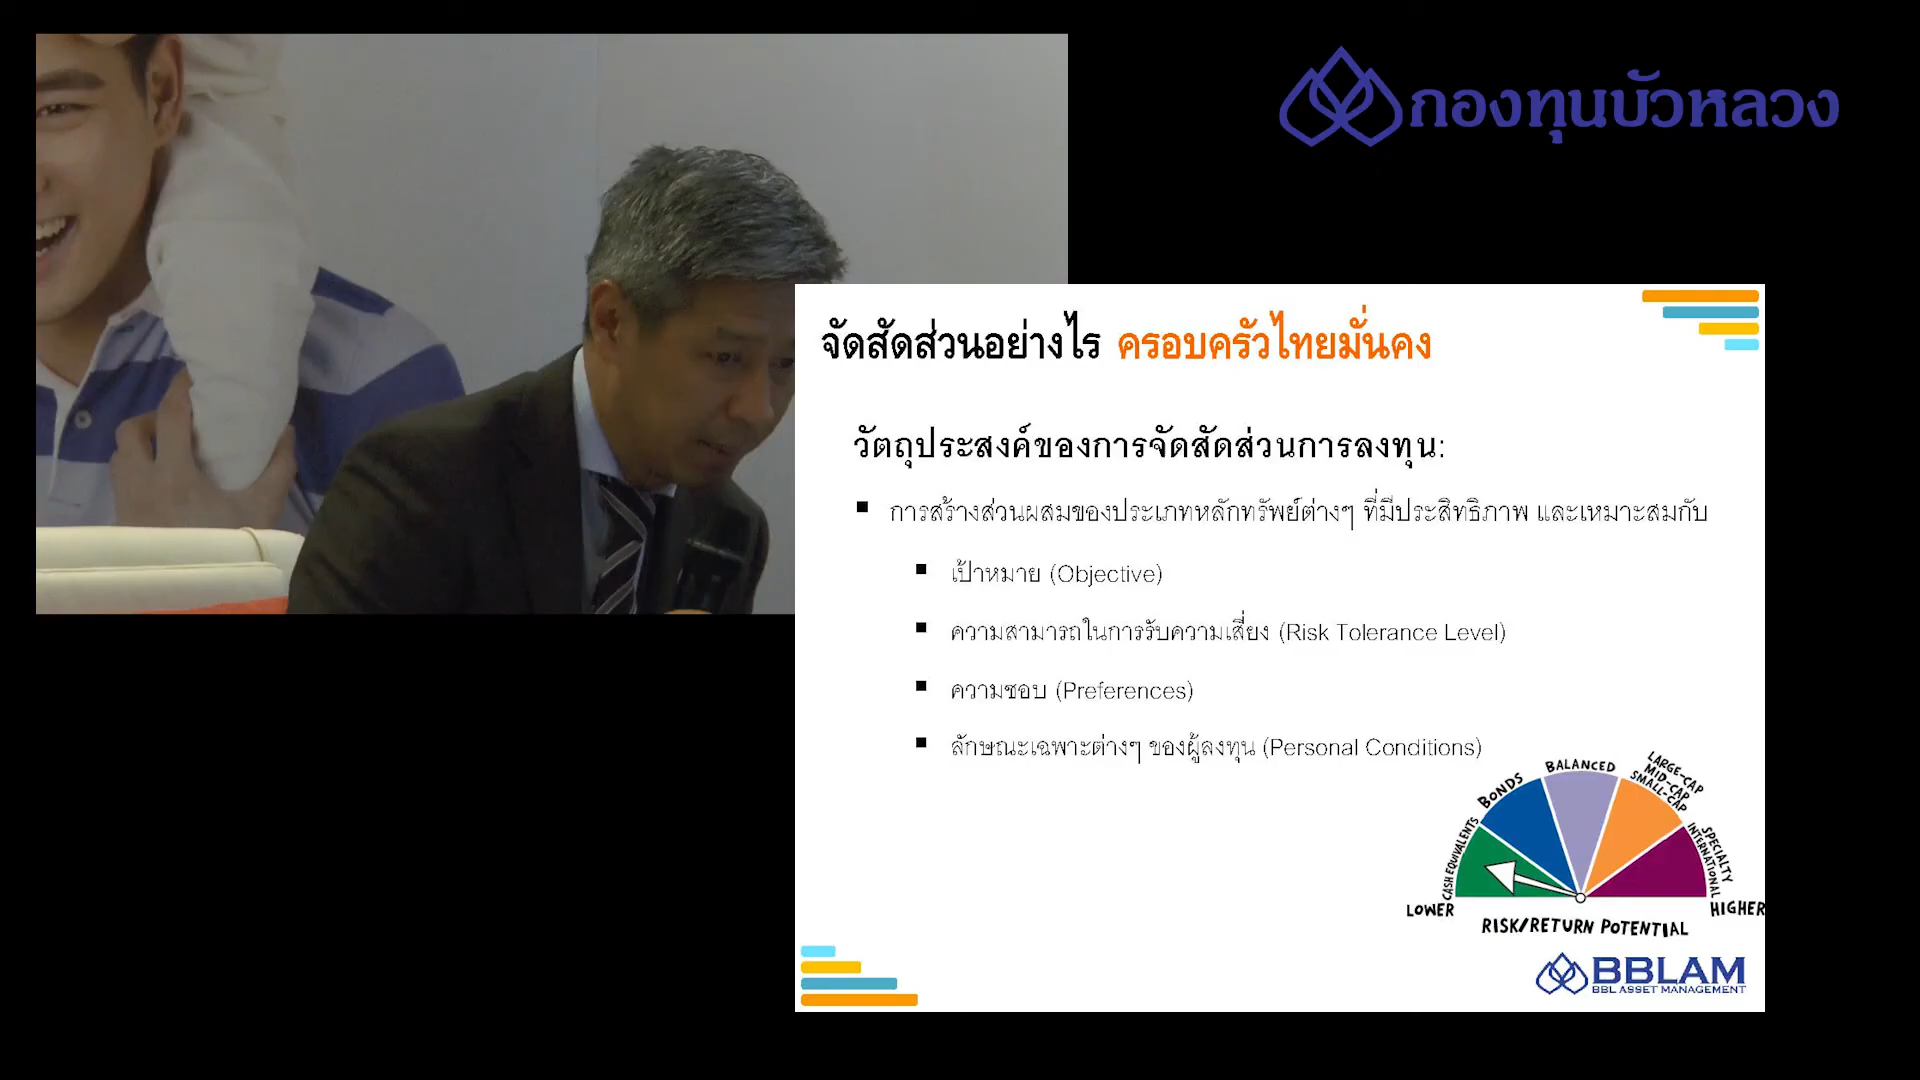 กองทุนบัวหลวง
จัดสัดส่วนอย่างไร ครอบครัวไทยมั่นคง
วัตถุประสงค์ของการจัดสัดส่วนการลงทุน:
การสร้างส่วนผสมของประเภทหลักทรัพย์ต่างๆ ที่มีประสิทธิภาพ และเหมาะสมกับ
เป้าหมาย (Objective)
ความสามารถในการรับความเสี่ยง (Risk Tolerance Level)
ความชอบ (Preferences)
ลักษณะเฉพาะต่างๆ ของผู้ลงทุน (Personal Conditions)
CASH EQUIVALENTS
BONDS
BALANCED
LARGE-CAP
MID-CAP
SMALL-CAP
SPECIALTY
INTERNATIONAL
LOWER
HIGHER
RISK/RETURN POTENTIAL
BBLAM
BBL ASSET MANAGEMENT